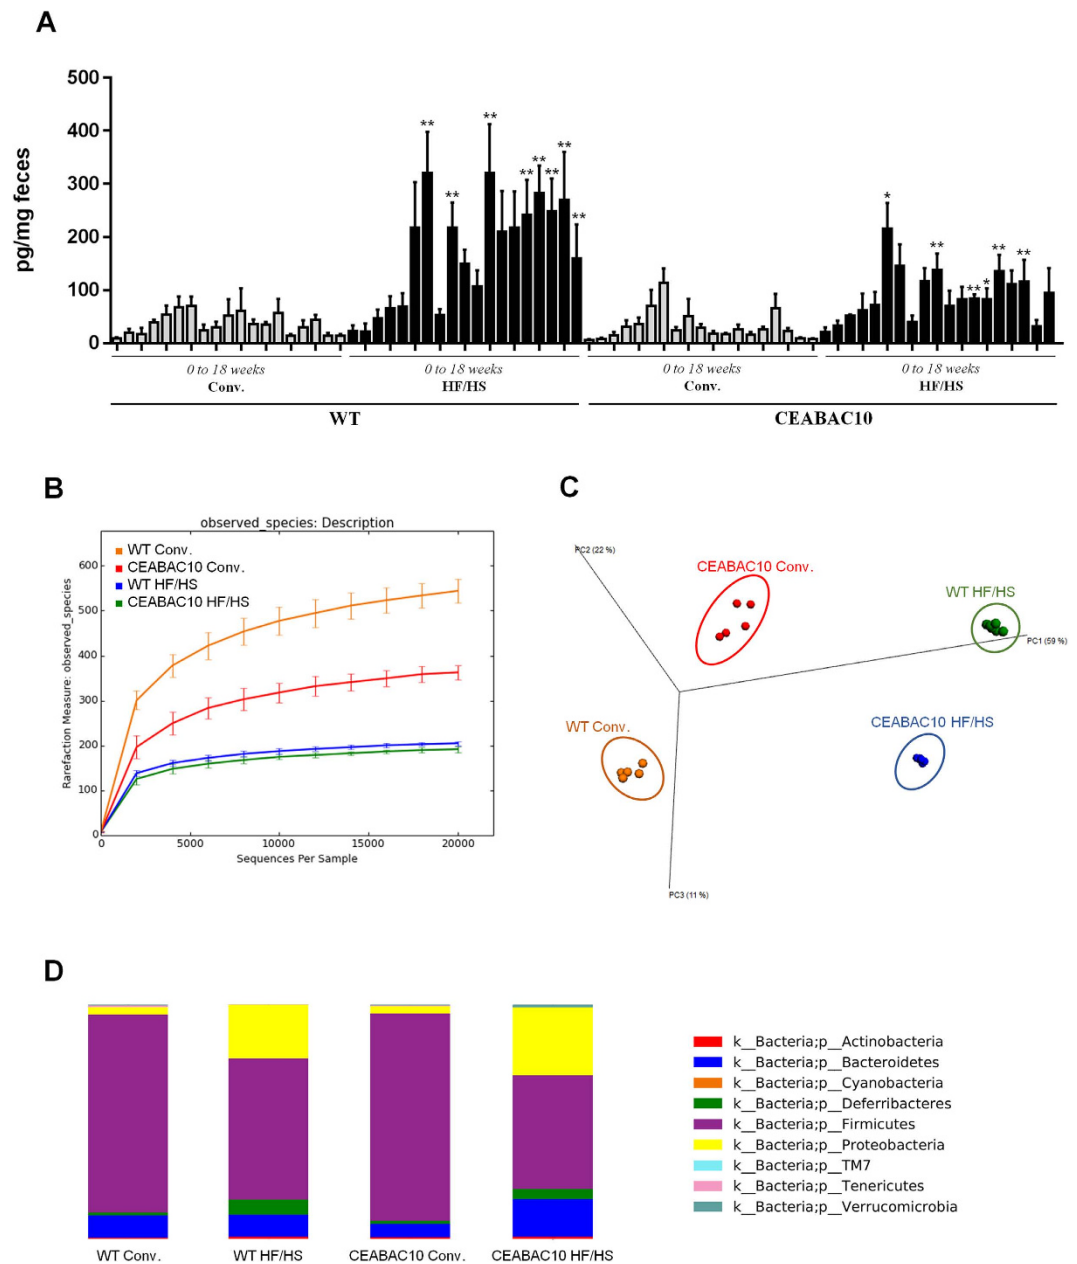 A
500
400
300
200
100
0
pg/mg feces
**
**
**
**
**
**
**
**
*
**
**
*
**
**
0 to 18 weeks
0 to 18 weeks
0 to 18 weeks
0 to 18 weeks
Conv.
HF/HS
Conv.
HF/HS
WT
CEABAC10
B
observed_species: Description
600
500
400
300
200
100
0
Rarefaction Measure: observed_species
WT Conv.
CEABAC10 Conv.
WT HF/HS
CEABAC10 HF/HS
0
5000
10000
15000
20000
Sequences Per Sample
C
PC2 (22 %)
CEABAC10 Conv.
WT HF/HS
PC1 (59 %)
WT Conv.
CEABAC10 HF/HS
PC3 (11 %)
D
WT Conv.
WT HF/HS
CEABAC10 Conv.
CEABAC10 HF/HS
k__Bacteria;p__Actinobacteria
k__Bacteria;p__Bacteroidetes
k__Bacteria;p__Cyanobacteria
k__Bacteria;p__Deferribacteres
k__Bacteria;p__Firmicutes
k__Bacteria;p__Proteobacteria
k__Bacteria;p__TM7
k__Bacteria;p__Tenericutes
k__Bacteria;p__Verrucomicrobia